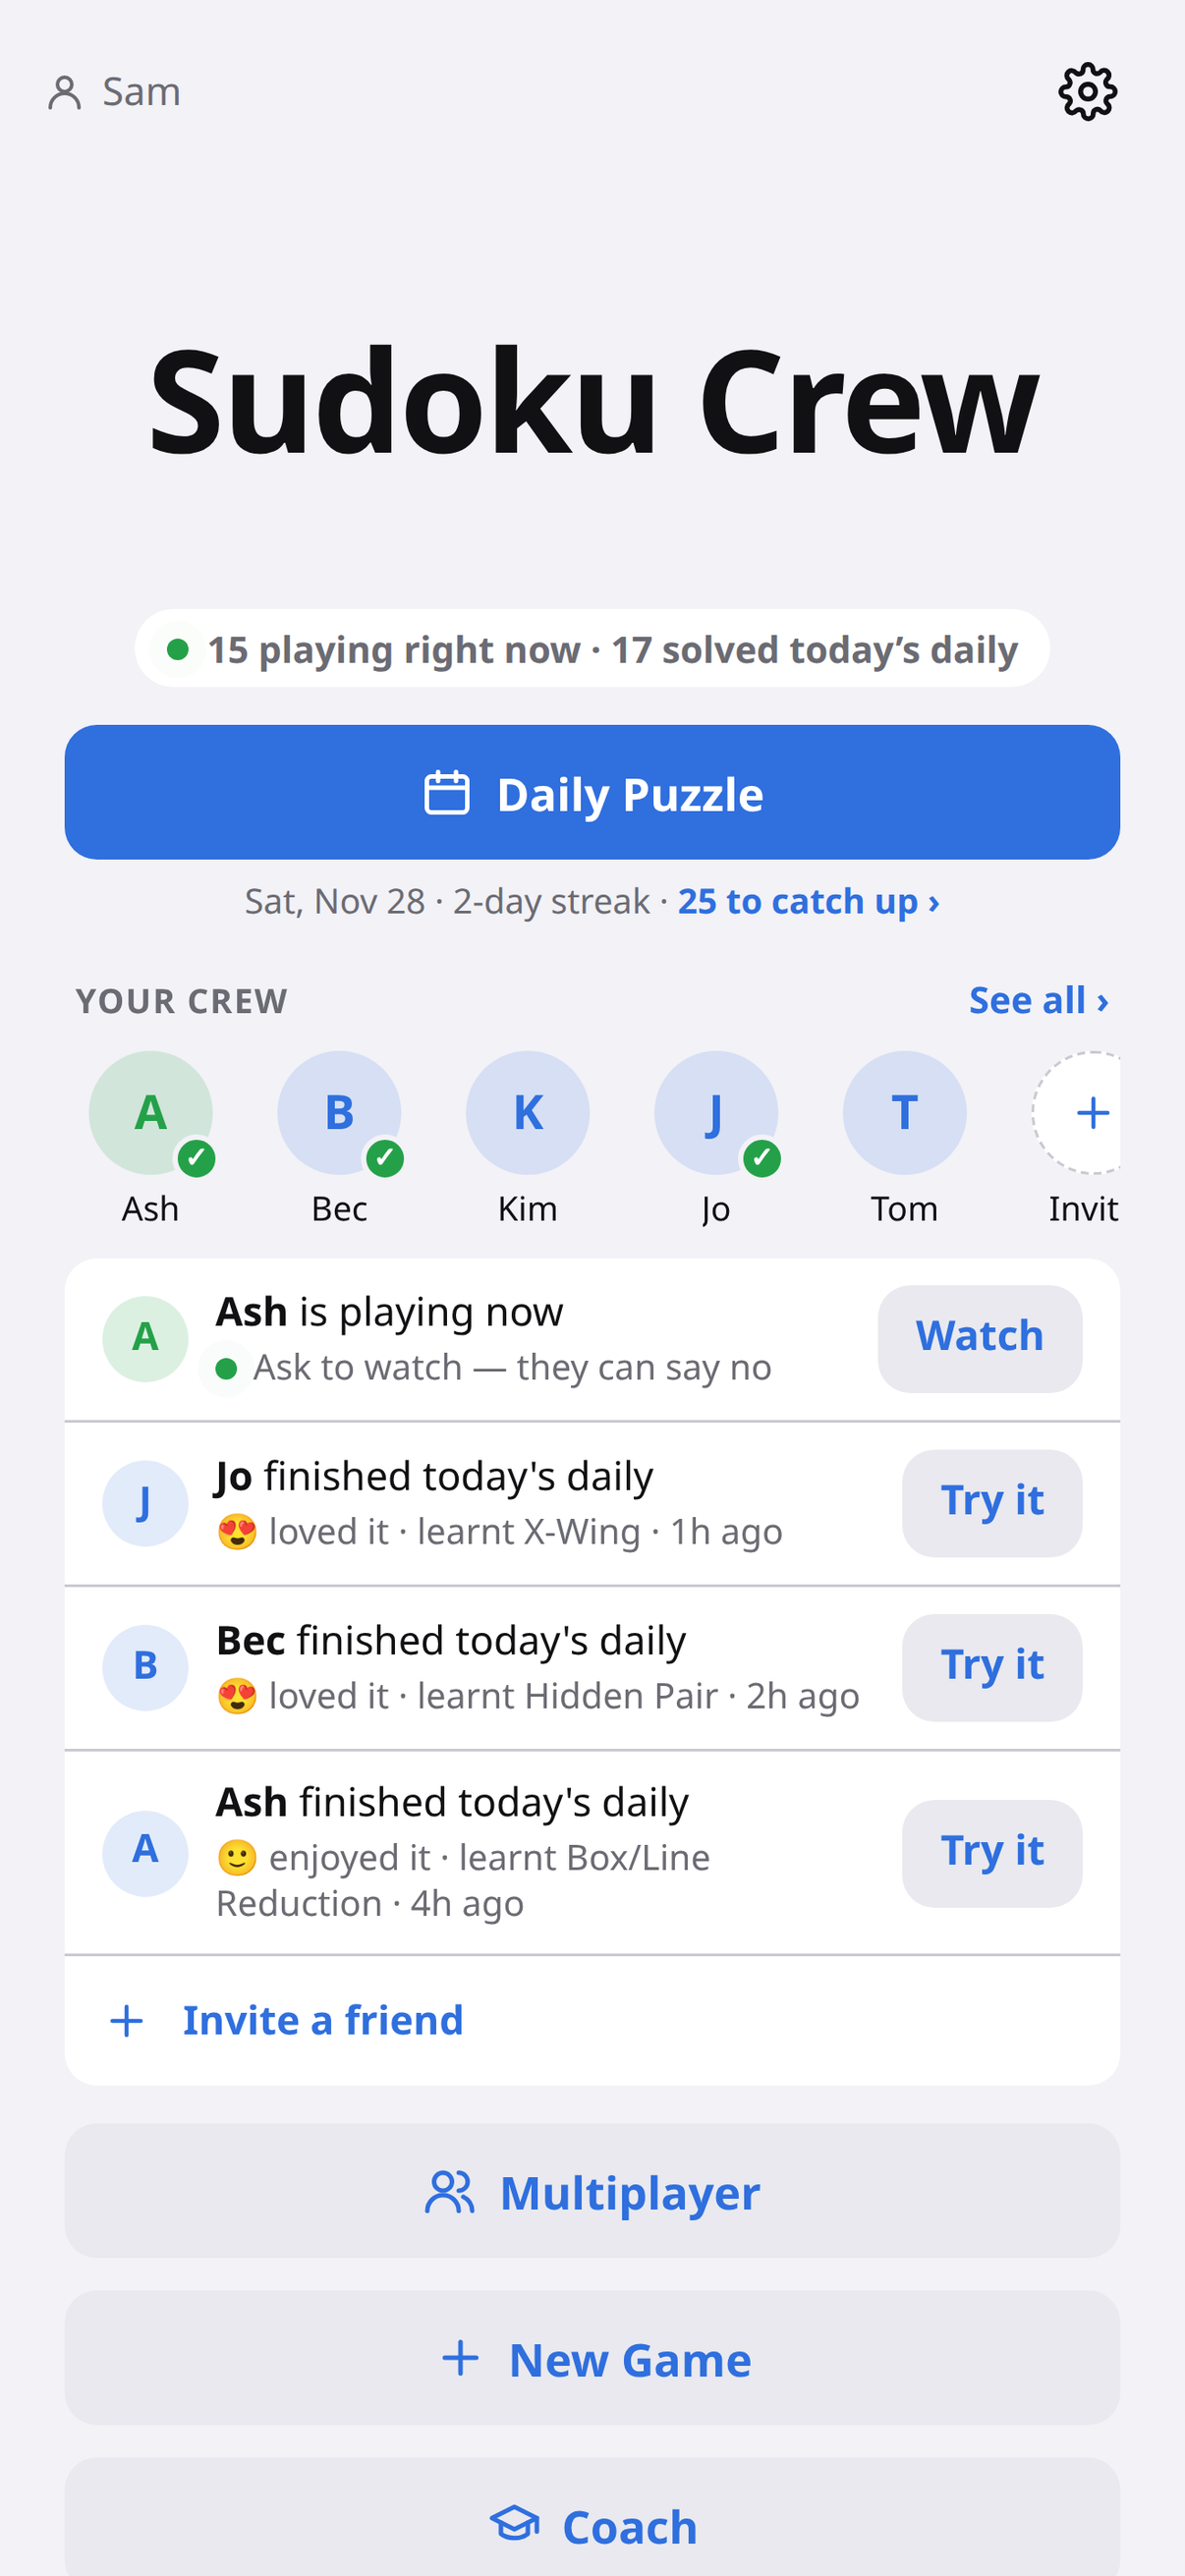 Sam
Sudoku Crew
15 playing right now · 17 solved today’s daily
Daily Puzzle
Sat, Nov 28 · 2-day streak · 25 to catch up ›
YOUR CREW
See all ›
A
B
K
J
T
Ash
Bec
Kim
Jo
Tom
Invit
A
Ash is playing now
Ask to watch — they can say no
Watch
J
Jo finished today's daily
😍 loved it · learnt X-Wing · 1h ago
Try it
B
Bec finished today's daily
😍 loved it · learnt Hidden Pair · 2h ago
Try it
A
Ash finished today's daily
🙂 enjoyed it · learnt Box/Line
Reduction · 4h ago
Try it
Invite a friend
Multiplayer
New Game
Coach